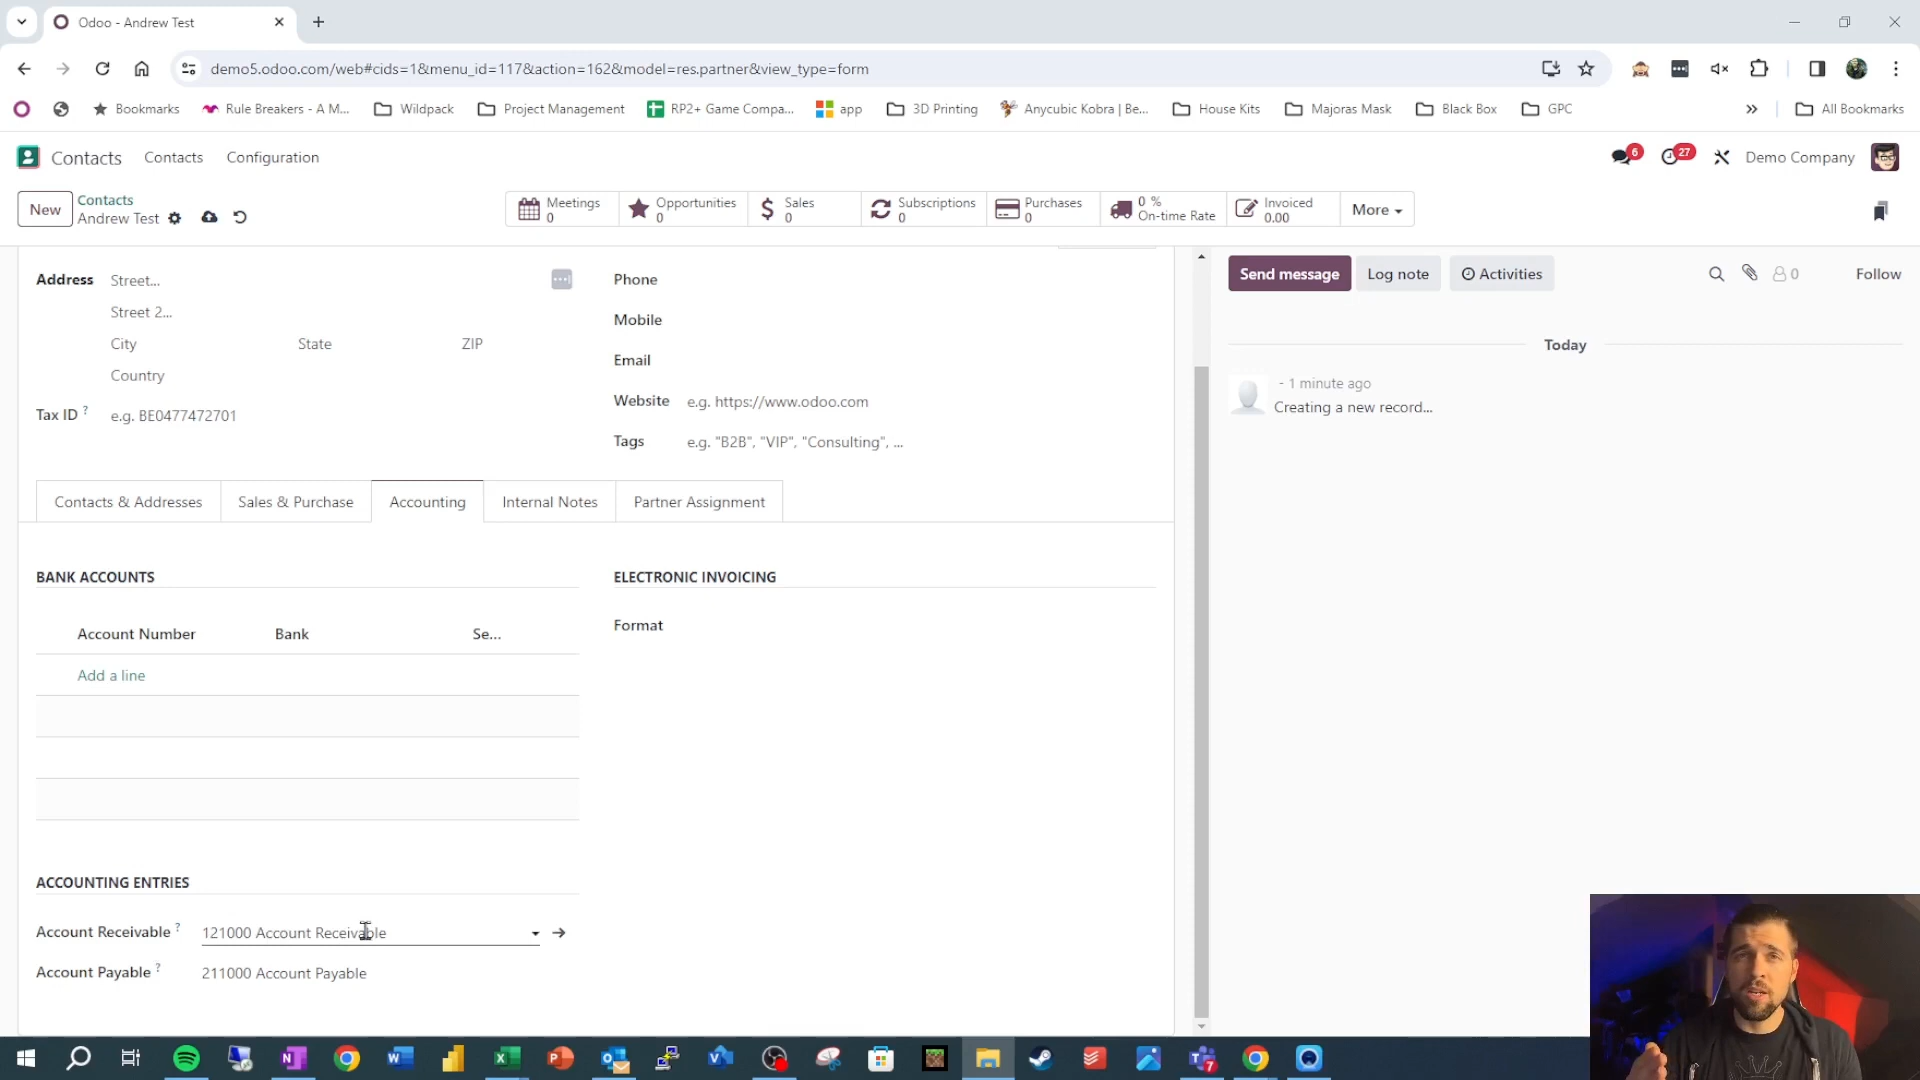 Odoo - Andrew Test
demo5.odoo.com/web#cids=1&menu_id=117&action=162&model=res.partner&view_type=form
Bookmarks
Rule Breakers - A M...
Wildpack
Project Management
RP2+ Game Compa...
app
3D Printing
Anycubic Kobra | Be...
House Kits
Majoras Mask
Black Box
GPC
»
All Bookmarks
Contacts
Contacts
Configuration
6
27
Demo Company
New
Contacts
Andrew Test
Meetings
0
Opportunities
0
Sales
0
Subscriptions
0
Purchases
0
0 %
On-time Rate
Invoiced
0.00
More
Address
Street...
Street 2...
City
State
ZIP
Country
Tax ID ?
e.g. BE0477472701
Phone
Mobile
Email
Website
e.g. https://www.odoo.com
Tags
e.g. "B2B", "VIP", "Consulting", ...
Send message
Log note
Activities
0
Follow
Today
- 1 minute ago
Creating a new record...
Contacts & Addresses
Sales & Purchase
Accounting
Internal Notes
Partner Assignment
BANK ACCOUNTS
Account Number
Bank
Se...
Add a line
ELECTRONIC INVOICING
Format
ACCOUNTING ENTRIES
Account Receivable ?
121000 Account Receivable
Account Payable ?
211000 Account Payable
7